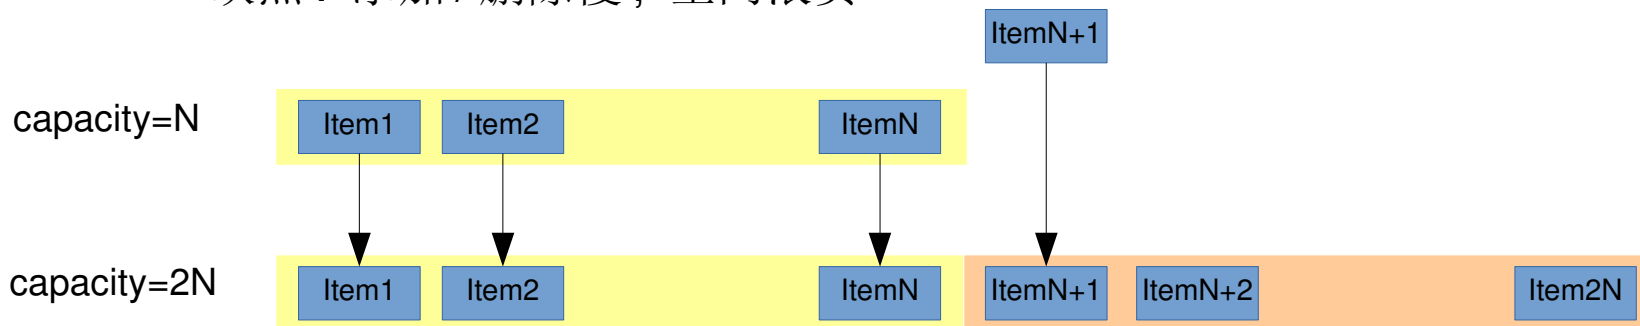 ItemN+1
capacity=N Item1 Item2 ItemN
capacity=2N Item1 Item2 ItemN ItemN+1 ItemN+2 Item2N